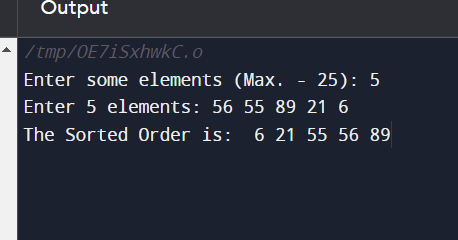 Output
/tmp/OE7iSxhwkC.o
Enter some elements (Max. - 25): 5
Enter 5 elements: 56 55 89 21 6
The Sorted Order is:  6 21 55 56 89